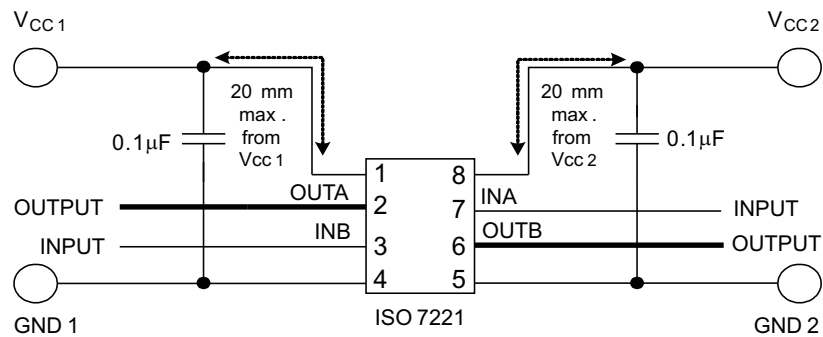 VCC 1
VCC2
20 mm
max .
from
Vcc 1
20 mm
max .
from
Vcc 2
0.1µF
0.1µF
1
8
OUTA
INA
OUTPUT
2
7
INPUT
INB
OUTB
INPUT
3
6
OUTPUT
4
5
GND 1
ISO 7221
GND 2